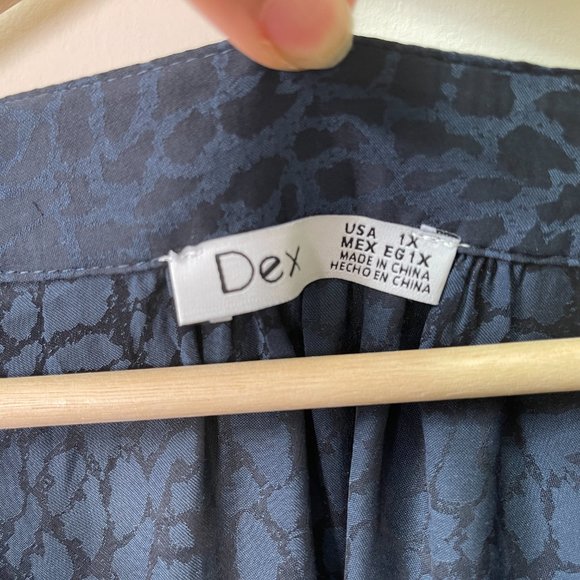 Dex
USA 1X
MEX EG1X
MADE IN CHINA
HECHO EN CHINA